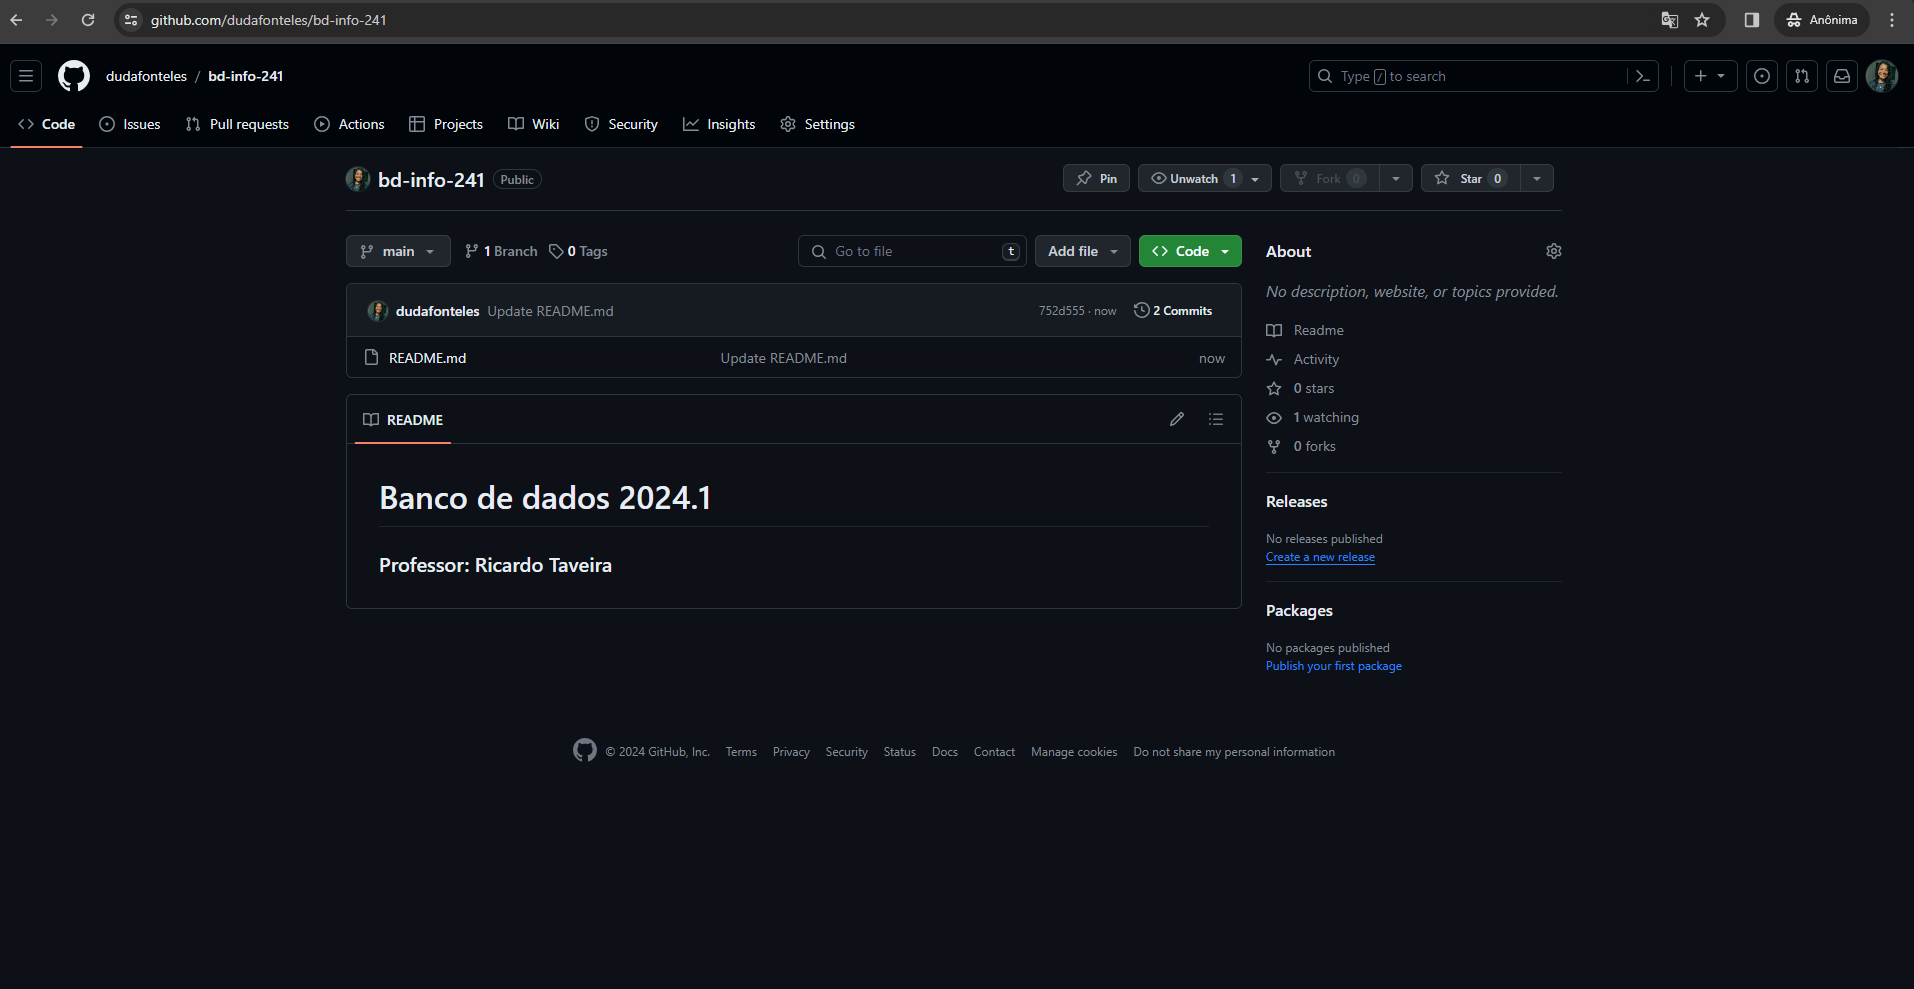 github.com/dudafonteles/bd-info-241
Anônima
dudafonteles / bd-info-241
Type / to search
Code Issues Pull requests Actions Projects Wiki Security Insights Settings
bd-info-241 Public
Pin Unwatch 1 Fork 0 Star 0
main 1 Branch 0 Tags Go to file t Add file Code
dudafonteles Update README.md 752d555 · now 2 Commits
README.md Update README.md now
README
Banco de dados 2024.1
Professor: Ricardo Taveira
About
No description, website, or topics provided.
Readme
Activity
0 stars
1 watching
0 forks
Releases
No releases published
Create a new release
Packages
No packages published
Publish your first package
© 2024 GitHub, Inc. Terms Privacy Security Status Docs Contact Manage cookies Do not share my personal information